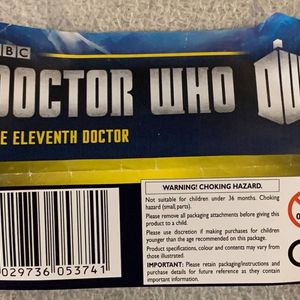 BBC
DOCTOR WHO
E ELEVENTH DOCTOR
WARNING! CHOKING HAZARD.
Not suitable for children under 36 months. Choking
hazard (small parts).
Please remove all packaging attachments before giving this
product to a child.
Please use discretion if making purchases for children
younger than the age recommended on this package.
Product specifications, colour and contents may vary from
those illustrated.
IMPORTANT: Please retain packaging/instructions and
purchase details for future reference as they contain
important information.
029736 053741